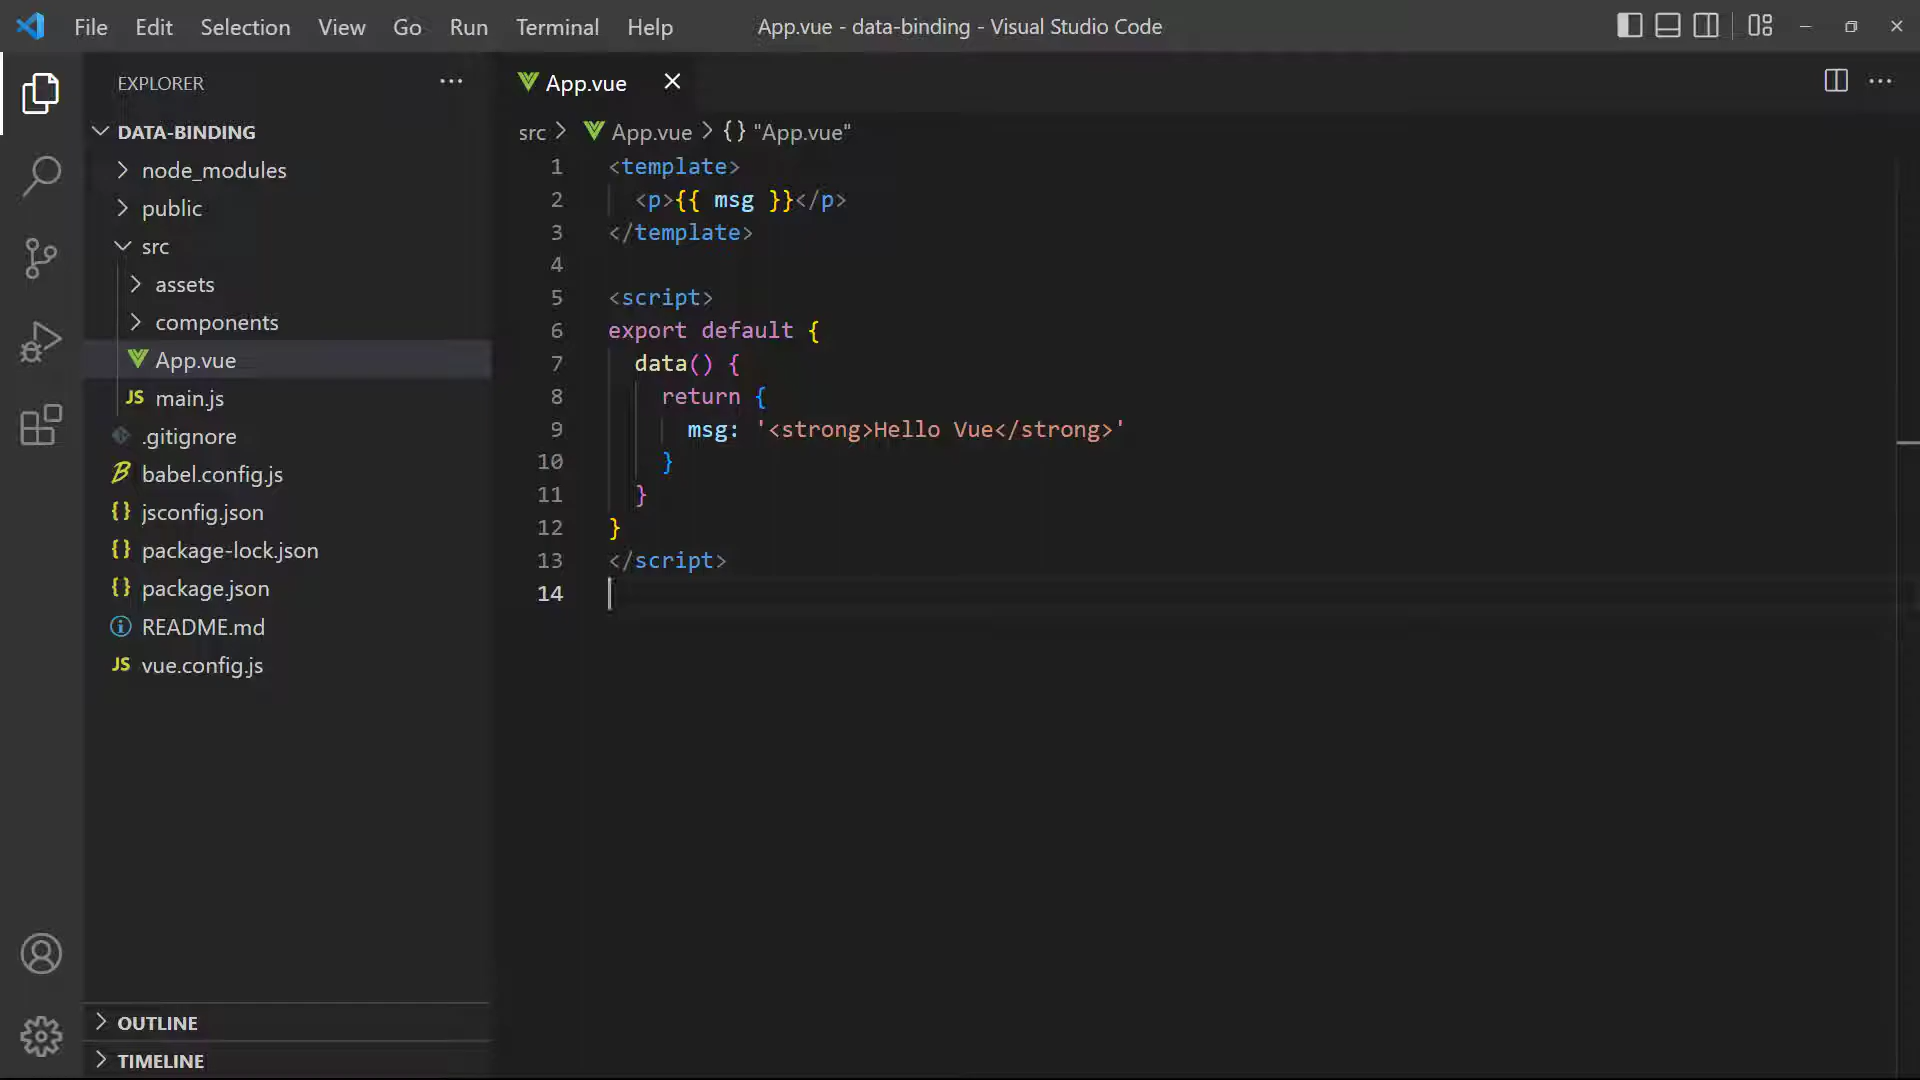 File Edit Selection View Go Run Terminal Help
App.vue - data-binding - Visual Studio Code
EXPLORER
DATA-BINDING
node_modules
public
src
assets
components
App.vue
JS main.js
.gitignore
babel.config.js
{} jsconfig.json
{} package-lock.json
{} package.json
README.md
JS vue.config.js
OUTLINE
TIMELINE
App.vue
src > App.vue > {} "App.vue"
1 <template>
2 <p>{{ msg }}</p>
3 </template>
4
5 <script>
6 export default {
7 data() {
8 return {
9 msg: '<strong>Hello Vue</strong>'
10 }
11 }
12 }
13 </script>
14